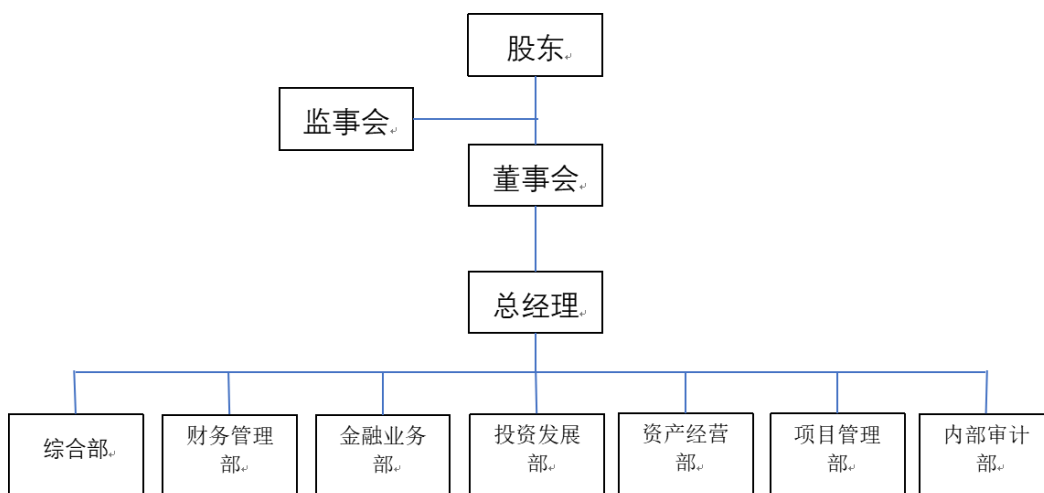 股东
监事会
董事会
总经理
综合部
财务管理
部
金融业务
部
投资发展
部
资产经营
部
项目管理
部
内部审计
部